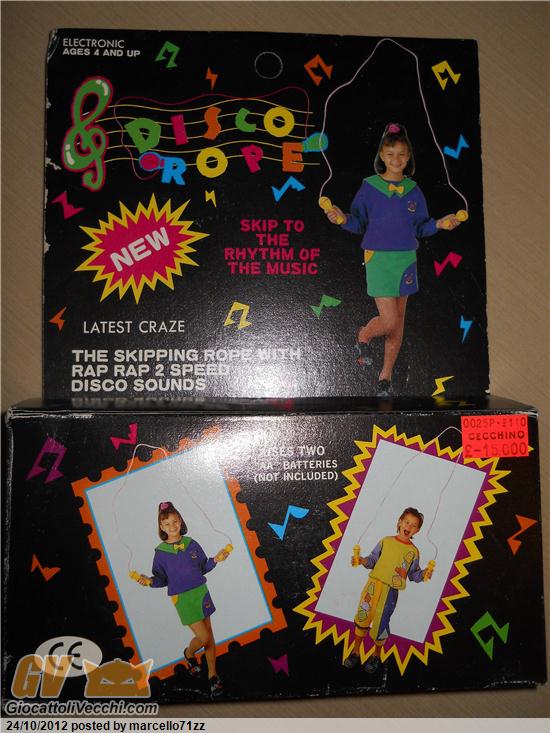 ELECTRONIC
AGES 4 AND UP
DISCO
ROPE
NEW
SKIP TO
THE
RHYTHM OF
THE MUSIC
LATEST CRAZE
THE SKIPPING ROPE WITH
RAP RAP 2 SPEED
DISCO SOUNDS
USES TWO
"AA" BATTERIES
(NOT INCLUDED)
CECCHINO
£-15.000
CE
GV
GiocattoliVecchi.com
24/10/2012 posted by marcello71zz